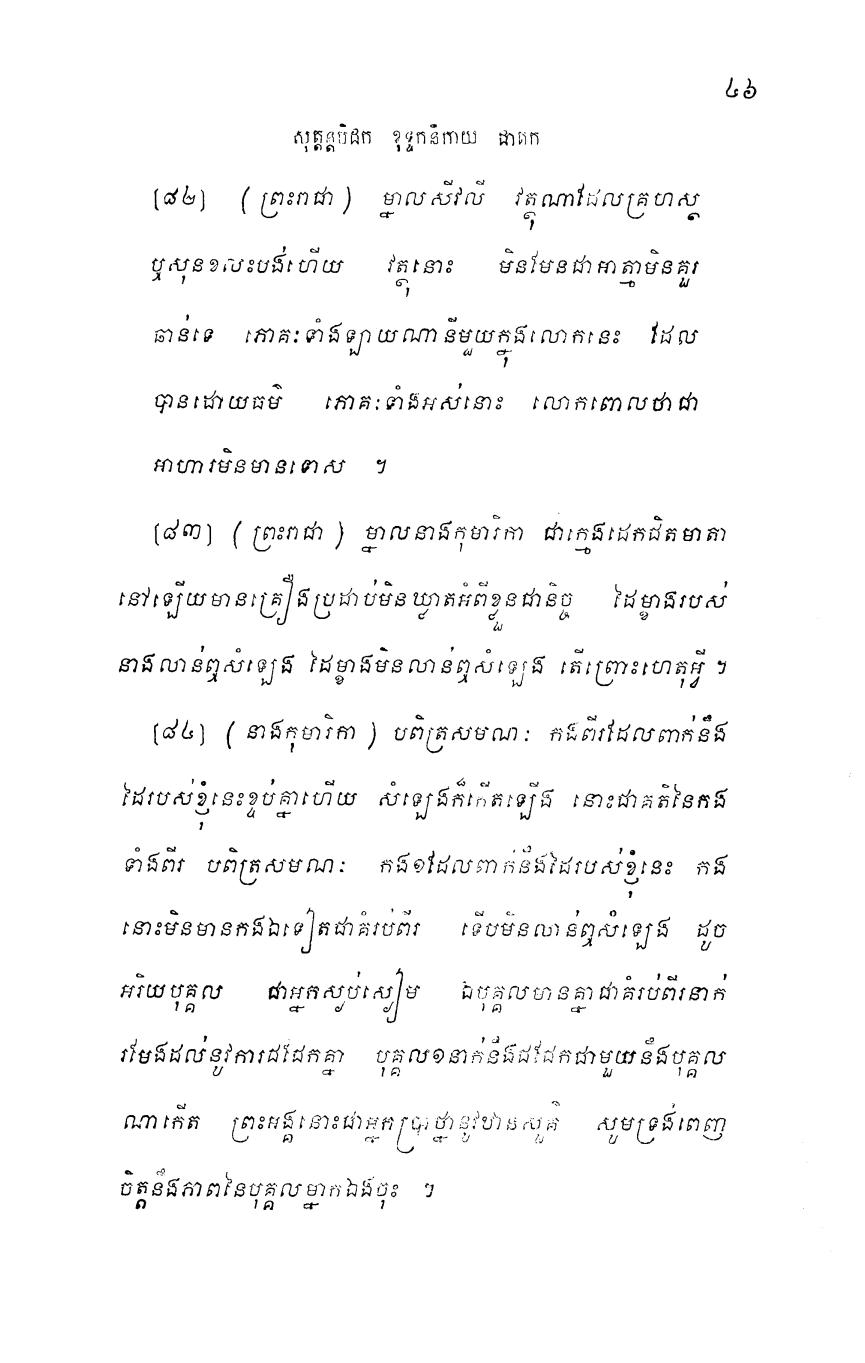 ៤៦
សុត្តន្តបិដក ខុទ្ទកនិកាយ ជាតក
[៨២] (ព្រះរាជា) ម្នាលសីវលី វត្ថុណាដែលគ្រហស្ថ
ឬសុនខលះបង់ហើយ វត្ថុនោះ មិនមែនជាអាត្មាមិនគួរ
ឆាន់ទេ ភោគៈទាំងឡាយណានីមួយក្នុងលោកនេះ ដែល
បានដោយធម៌ ភោគៈទាំងអស់នោះ លោកពោលថាជា
អាហារមិនមានទោស ។
[៨៣] (ព្រះរាជា) ម្នាលនាងកុមារិកា ជាក្មេងដេកជិតមាតា
នៅឡើយមានគ្រឿងប្រដាប់មិនឃ្លាតអំពីខ្លួនជានិច្ច ដៃម្ខាងរបស់
នាងលាន់ឮសំឡេង ដៃម្ខាងមិនលាន់ឮសំឡេង តើព្រោះហេតុអ្វី ។
[៨៤] (នាងកុមារិកា) បពិត្រសមណៈ កងពីរដែលពាក់នឹង
ដៃរបស់ខ្ញុំនេះខ្ទប់គ្នាហើយ សំឡេងក៏កើតឡើង នោះជាគតិនៃកង
ទាំងពីរ បពិត្រសមណៈ កង១ដែលពាក់នឹងដៃរបស់ខ្ញុំនេះ កង
នោះមិនមានកងឯទៀតជាគំរប់ពីរ ទើបមិនលាន់ឮសំឡេង ដូច
អរិយបុគ្គល ជាអ្នកស្ងប់ស្ងៀម ឯបុគ្គលមានគ្នាជាគំរប់ពីរនាក់
រមែងដល់នូវការដដែកគ្នា បុគ្គល១នាក់នឹងដដែកជាមួយនឹងបុគ្គល
ណាកើត ព្រះអង្គនោះជាអ្នកប្រាថ្នានូវឋានសួគ៌ សូមទ្រង់ពេញ
ចិត្តនឹងភាពនៃបុគ្គលម្នាក់ឯងចុះ ។